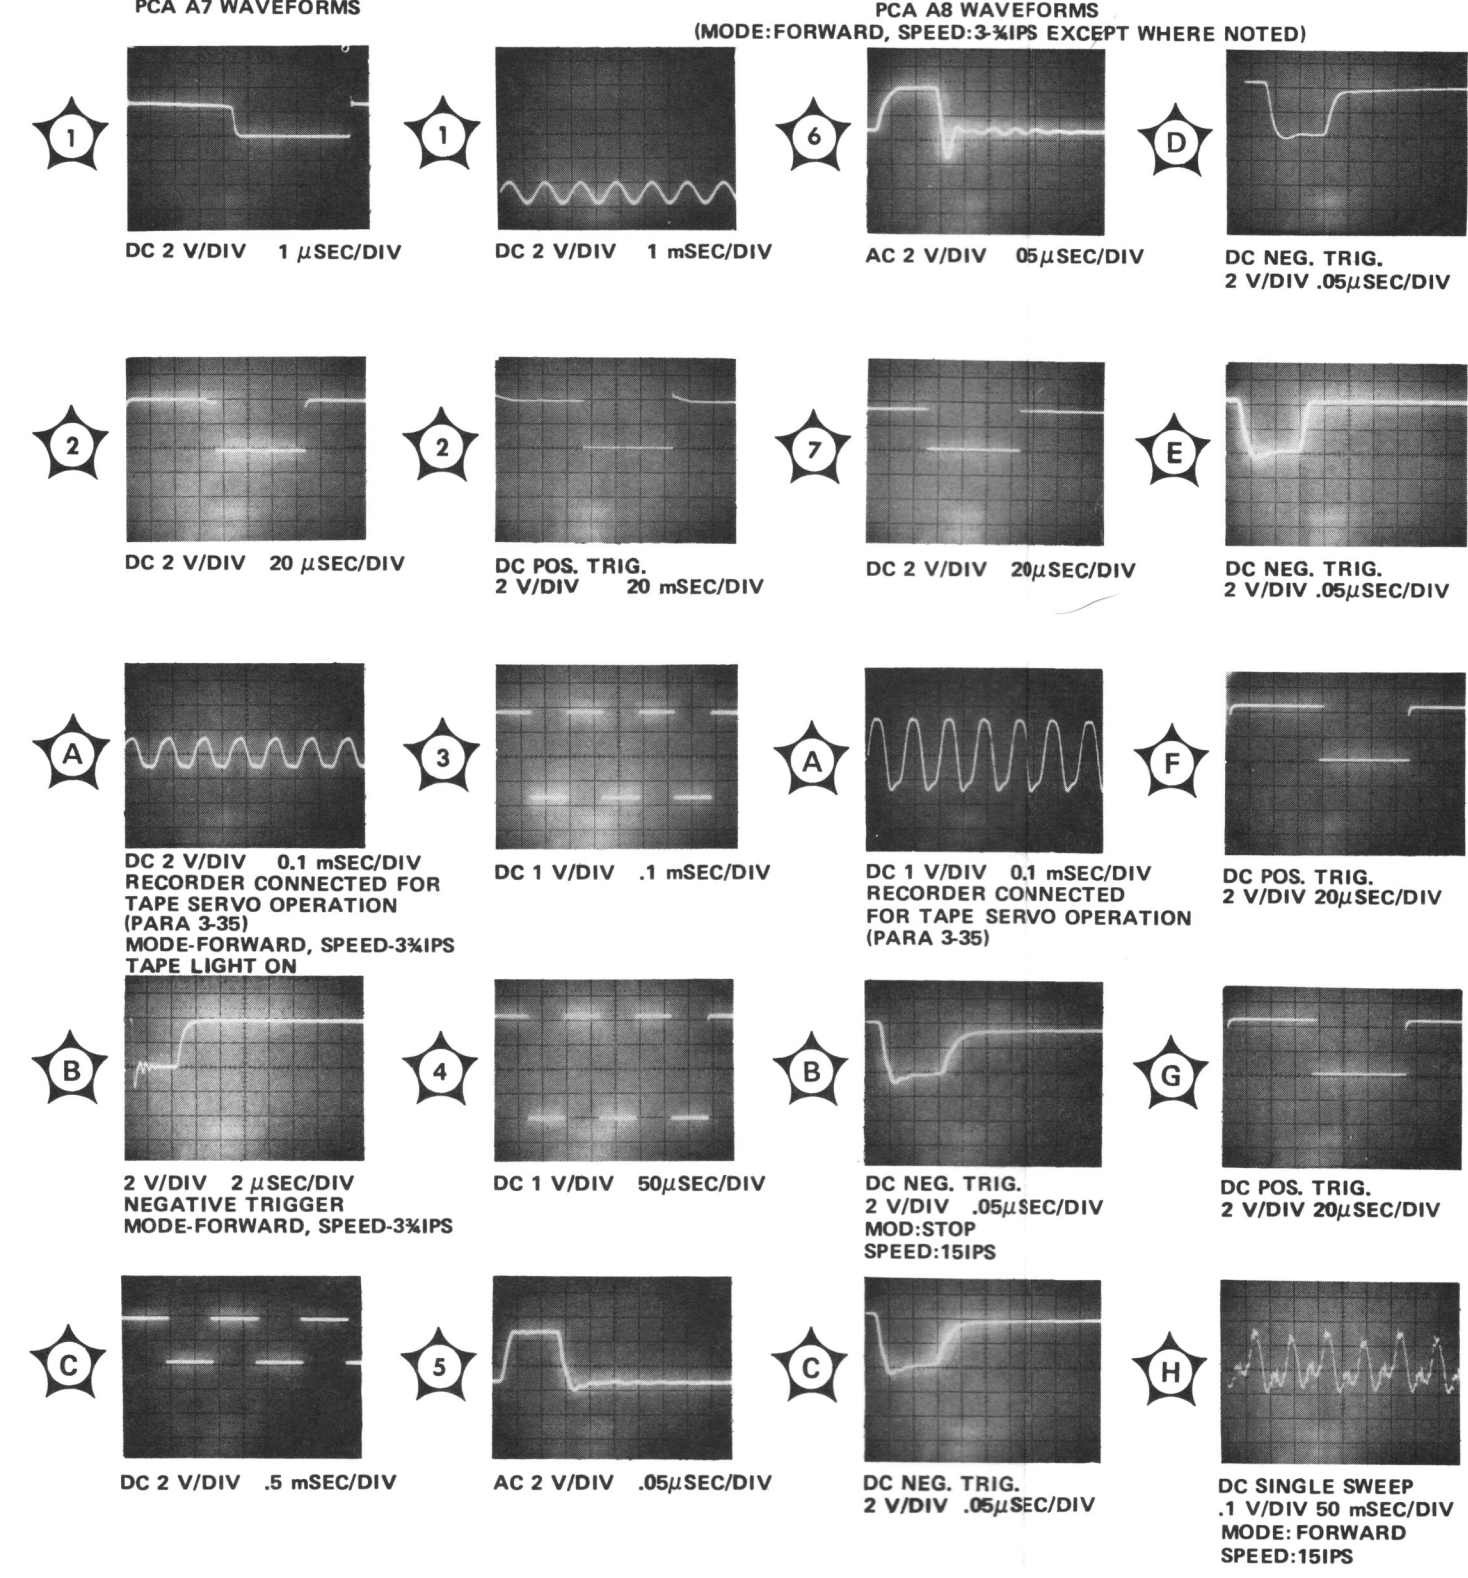 PCA A7 WAVEFORMS
PCA A8 WAVEFORMS
(MODE:FORWARD, SPEED:3-¾IPS EXCEPT WHERE NOTED)
1
DC 2 V/DIV 1 μSEC/DIV
1
DC 2 V/DIV 1 mSEC/DIV
6
AC 2 V/DIV 05μSEC/DIV
D
DC NEG. TRIG.
2 V/DIV .05μSEC/DIV
2
DC 2 V/DIV 20 μSEC/DIV
2
DC POS. TRIG.
2 V/DIV 20 mSEC/DIV
7
DC 2 V/DIV 20μSEC/DIV
E
DC NEG. TRIG.
2 V/DIV .05μSEC/DIV
A
DC 2 V/DIV 0.1 mSEC/DIV
RECORDER CONNECTED FOR
TAPE SERVO OPERATION
(PARA 3-35)
MODE-FORWARD, SPEED-3¾IPS
TAPE LIGHT ON
3
DC 1 V/DIV .1 mSEC/DIV
A
DC 1 V/DIV 0.1 mSEC/DIV
RECORDER CONNECTED
FOR TAPE SERVO OPERATION
(PARA 3-35)
F
DC POS. TRIG.
2 V/DIV 20μSEC/DIV
B
2 V/DIV 2 μSEC/DIV
NEGATIVE TRIGGER
MODE-FORWARD, SPEED-3¾IPS
4
DC 1 V/DIV 50μSEC/DIV
B
DC NEG. TRIG.
2 V/DIV .05μSEC/DIV
MOD:STOP
SPEED:15IPS
G
DC POS. TRIG.
2 V/DIV 20μSEC/DIV
C
DC 2 V/DIV .5 mSEC/DIV
5
AC 2 V/DIV .05μSEC/DIV
C
DC NEG. TRIG.
2 V/DIV .05μSEC/DIV
H
DC SINGLE SWEEP
.1 V/DIV 50 mSEC/DIV
MODE: FORWARD
SPEED:15IPS